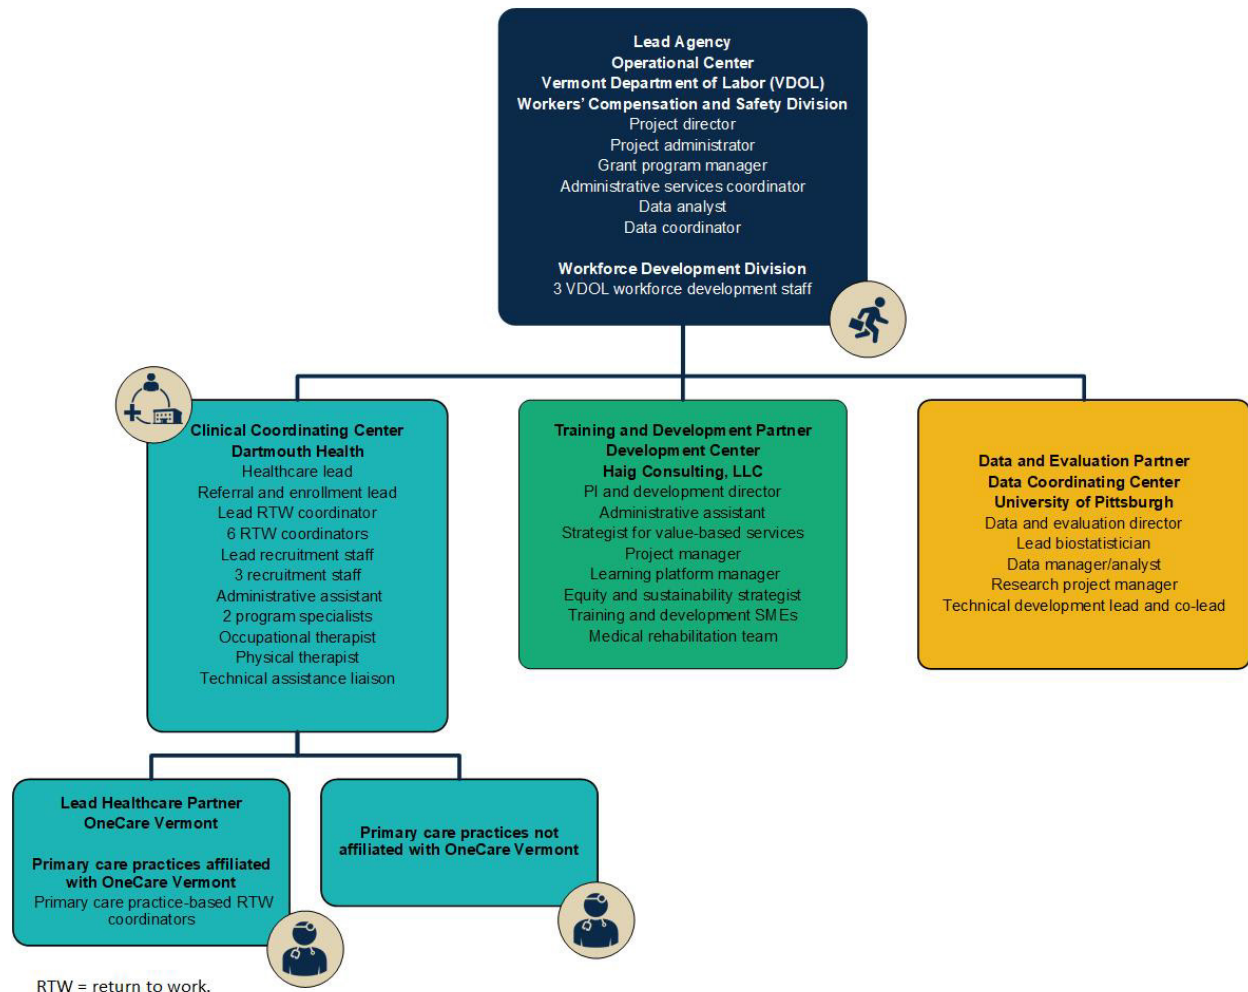 Lead Agency
Operational Center
Vermont Department of Labor (VDOL)
Workers' Compensation and Safety Division
Project director
Project administrator
Grant program manager
Administrative services coordinator
Data analyst
Data coordinator
Workforce Development Division
3 VDOL workforce development staff
Clinical Coordinating Center
Dartmouth Health
Healthcare lead
Referral and enrollment lead
Lead RTW coordinator
6 RTW coordinators
Lead recruitment staff
3 recruitment staff
Administrative assistant
2 program specialists
Occupational therapist
Physical therapist
Technical assistance liaison
Training and Development Partner
Development Center
Haig Consulting, LLC
PI and development director
Administrative assistant
Strategist for value-based services
Project manager
Learning platform manager
Equity and sustainability strategist
Training and development SMEs
Medical rehabilitation team
Data and Evaluation Partner
Data Coordinating Center
University of Pittsburgh
Data and evaluation director
Lead biostatistician
Data manager/analyst
Research project manager
Technical development lead and co-lead
Lead Healthcare Partner
OneCare Vermont
Primary care practices affiliated
with OneCare Vermont
Primary care practice-based RTW
coordinators
Primary care practices not
affiliated with OneCare Vermont
RTW = return to work.